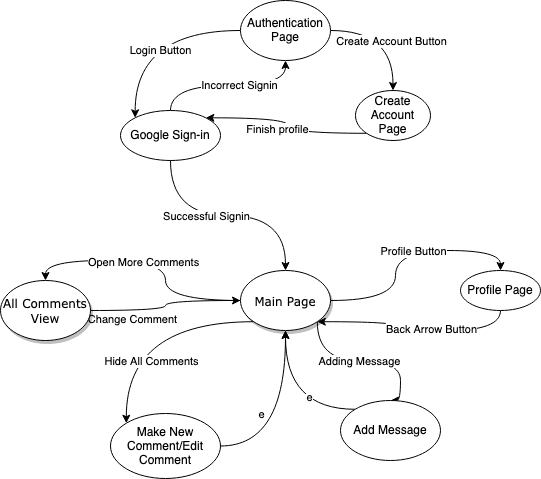 Authentication
Page
Login Button
Create Account Button
Incorrect Signin
Create
Account
Page
Google Sign-in
Finish profile
Successful Signin
Open More Comments
Profile Button
All Comments
View
Main Page
Profile Page
Change Comment
Back Arrow Button
Hide All Comments
Adding Message
e
e
Make New
Comment/Edit
Comment
Add Message